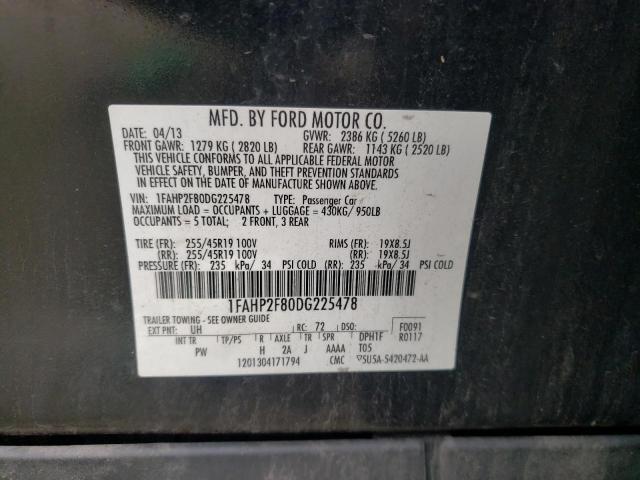 MFD. BY FORD MOTOR CO.
DATE: 04/13 GVWR: 2386 KG ( 5260 LB)
FRONT GAWR: 1279 KG ( 2820 LB) REAR GAWR: 1143 KG ( 2520 LB)
THIS VEHICLE CONFORMS TO ALL APPLICABLE FEDERAL MOTOR
VEHICLE SAFETY, BUMPER, AND THEFT PREVENTION STANDARDS
IN EFFECT ON THE DATE OF MANUFACTURE SHOWN ABOVE.
VIN: 1FAHP2F80DG225478 TYPE: Passenger Car
MAXIMUM LOAD = OCCUPANTS + LUGGAGE = 430KG/ 950LB
OCCUPANTS = 5 TOTAL; 2 FRONT, 3 REAR
TIRE (FR): 255/45R19 100V RIMS (FR): 19X8.5J
(RR): 255/45R19 100V (RR): 19X8.5J
PRESSURE (FR): 235 kPa/ 34 PSI COLD (RR): 235 kPa/ 34 PSI COLD
1FAHP2F80DG225478
TRAILER TOWING - SEE OWNER GUIDE
EXT PNT: UH RC: 72 DSO: F0091
INT TR TP/PS R AXLE TR SPR DPH1F R0117
PW H 2A J AAAA T05
1201304171794 CMC ▽5U5A-5420472-AA